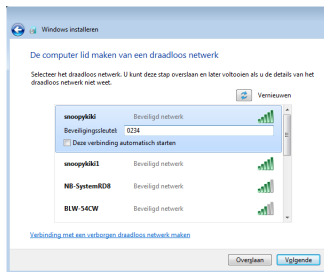 Windows installeren
De computer lid maken van een draadloos netwerk
Selecteer het draadloos netwerk. U kunt deze stap overslaan en later voltooien als u de details van het
draadloos netwerk niet weet.
Vernieuwen
snoopykiki Beveiligd netwerk
Beveiligingssleutel: 0234
Deze verbinding automatisch starten
snoopykiki1 Beveiligd netwerk
NB-SystemRD8 Beveiligd netwerk
BLW-54CW Beveiligd netwerk
Verbinding met een verborgen draadloos netwerk maken
Overslaan Volgende